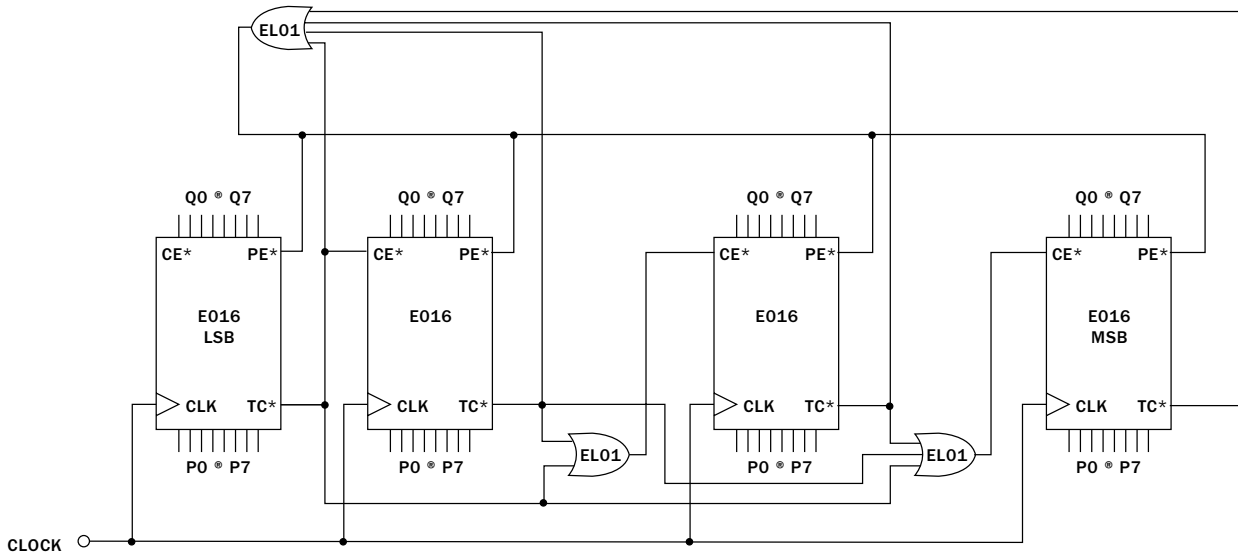 EL01
Q0 ® Q7
Q0 ® Q7
Q0 ® Q7
Q0 ® Q7
CE* PE*
CE* PE*
CE* PE*
CE* PE*
E016
LSB
E016
E016
E016
MSB
CLK TC*
CLK TC*
CLK TC*
CLK TC*
EL01
EL01
P0 ® P7
P0 ® P7
P0 ® P7
P0 ® P7
CLOCK